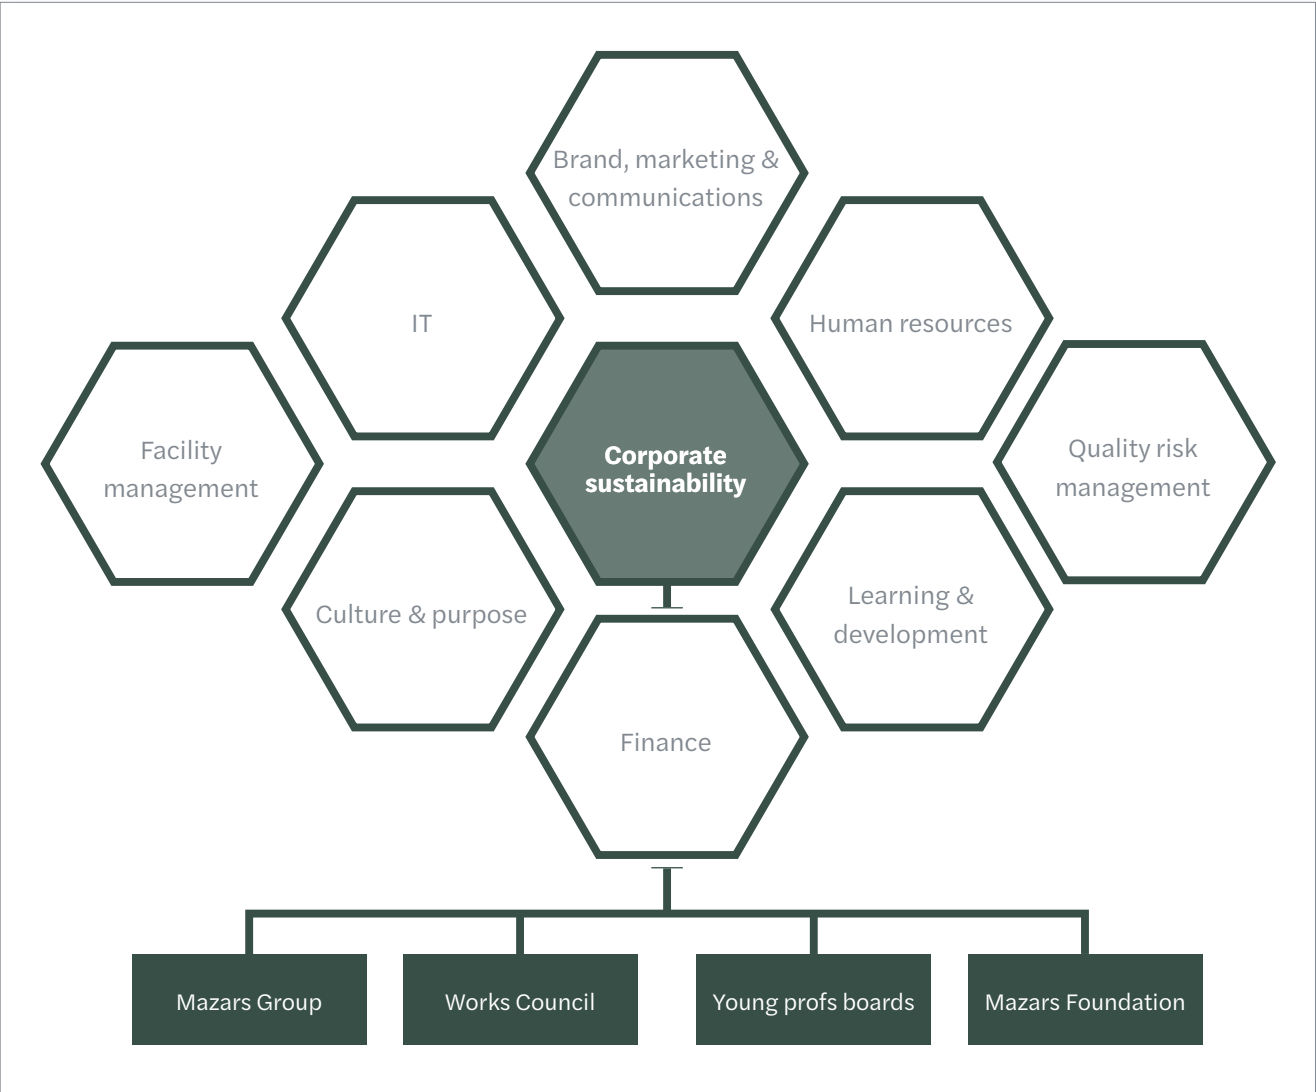 Brand, marketing &
communications
IT
Human resources
Facility
management
Corporate
sustainability
Quality risk
management
Culture & purpose
Learning &
development
Finance
Mazars Group
Works Council
Young profs boards
Mazars Foundation